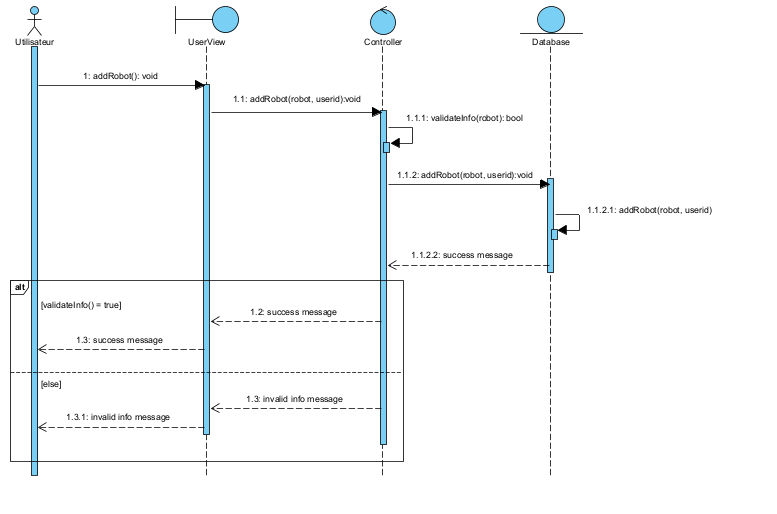 Utilisateur
UserView
Controller
Database
1: addRobot(): void
1.1: addRobot(robot, userid):void
1.1.1: validateInfo(robot): bool
1.1.2: addRobot(robot, userid):void
1.1.2.1: addRobot(robot, userid)
1.1.2.2: success message
alt
[validateInfo() = true]
1.2: success message
1.3: success message
[else]
1.3: invalid info message
1.3.1: invalid info message